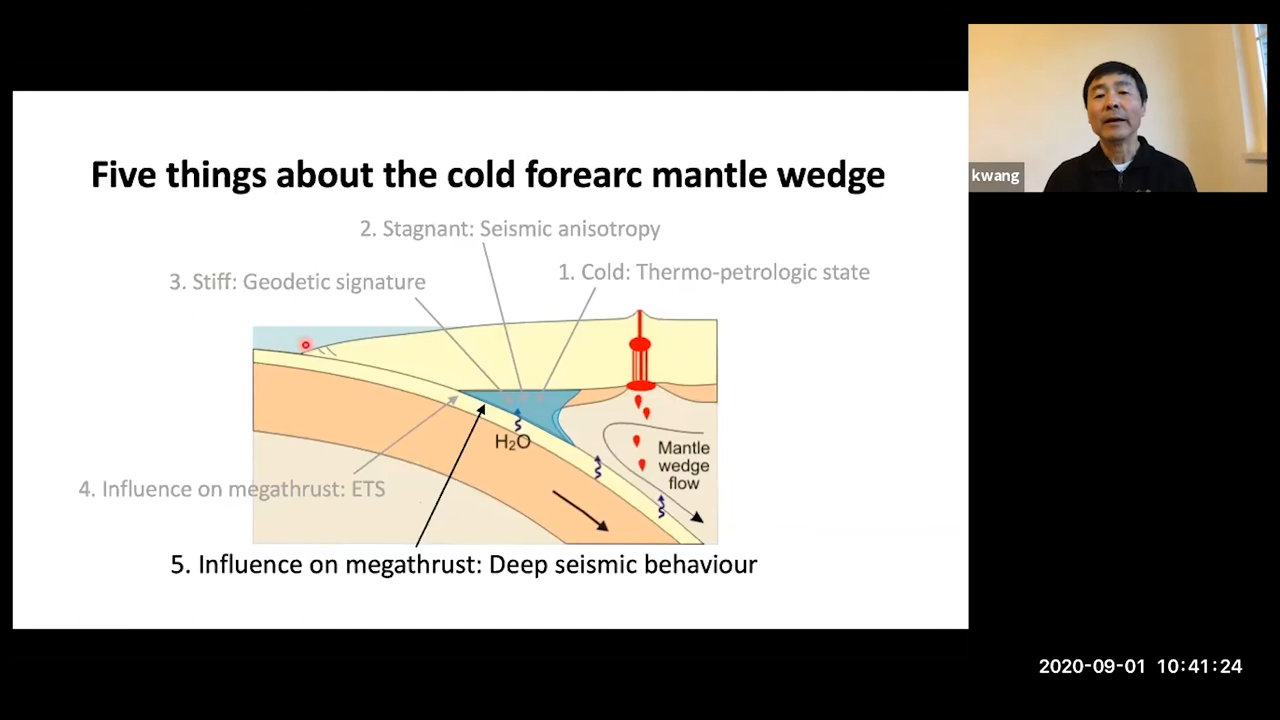 Five things about the cold forearc mantle wedge
2. Stagnant: Seismic anisotropy
3. Stiff: Geodetic signature
1. Cold: Thermo-petrologic state
H₂O
Mantle
wedge
flow
4. Influence on megathrust: ETS
5. Influence on megathrust: Deep seismic behaviour
kwang
2020-09-01 10:41:24